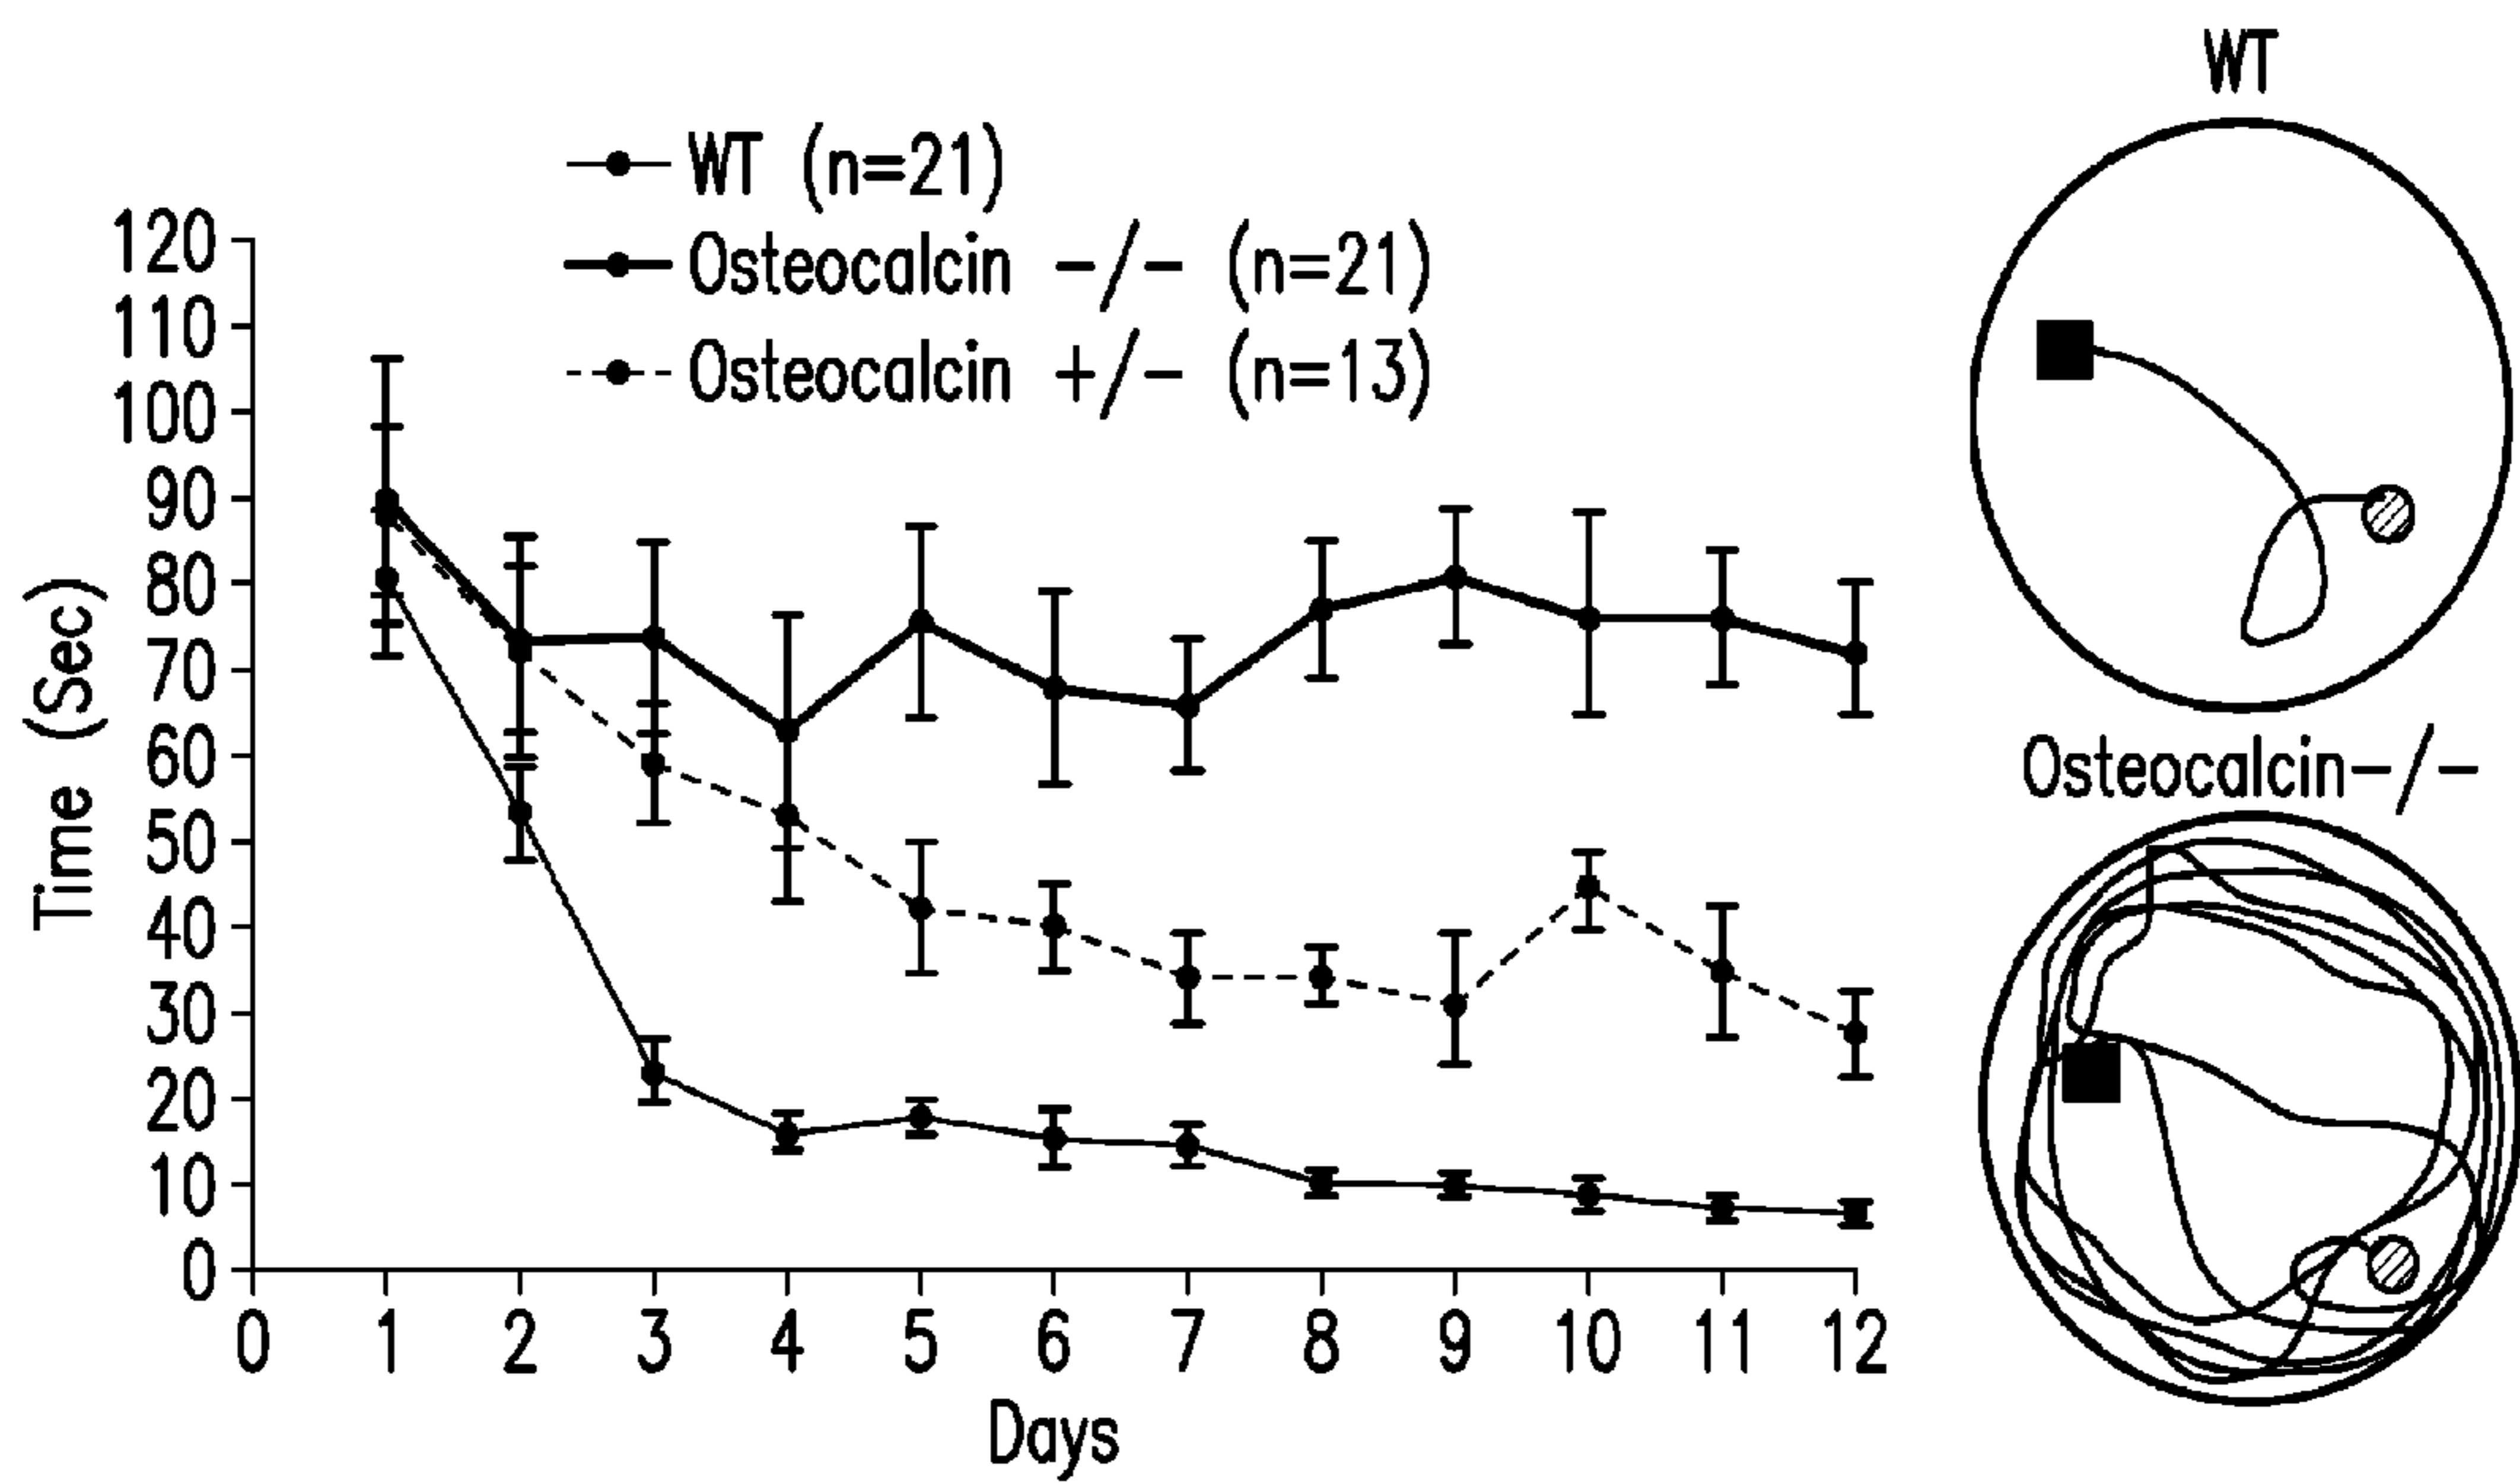 WT (n=21)
Osteocalcin -/- (n=21)
Osteocalcin +/- (n=13)
120
110
100
90
80
70
60
50
40
30
20
10
0
Time (Sec)
0 1 2 3 4 5 6 7 8 9 10 11 12
Days
WT
Osteocalcin-/-